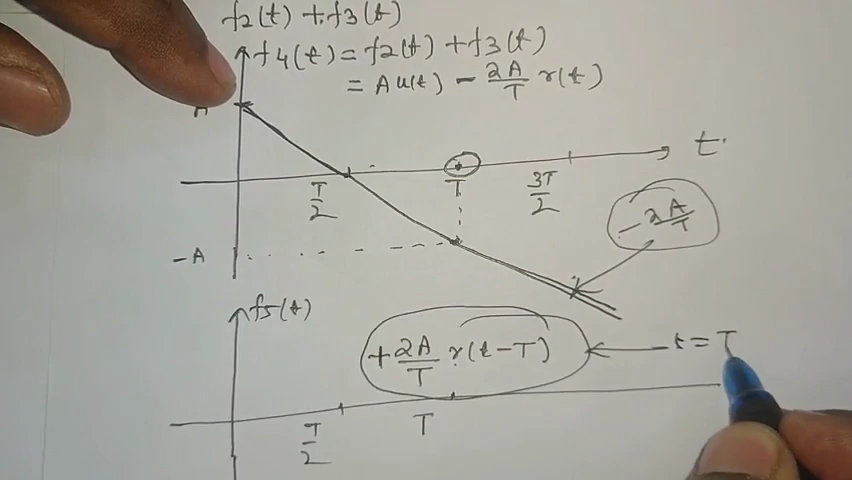 f2(t) + f3(t)
f4(t) = f2(t) + f3(t)
= Au(t) - 2A/T r(t)
A
t
T/2
T
3T/2
-2A/T
-A
f5(t)
+2A/T r(t-T)
t = T
T/2
T